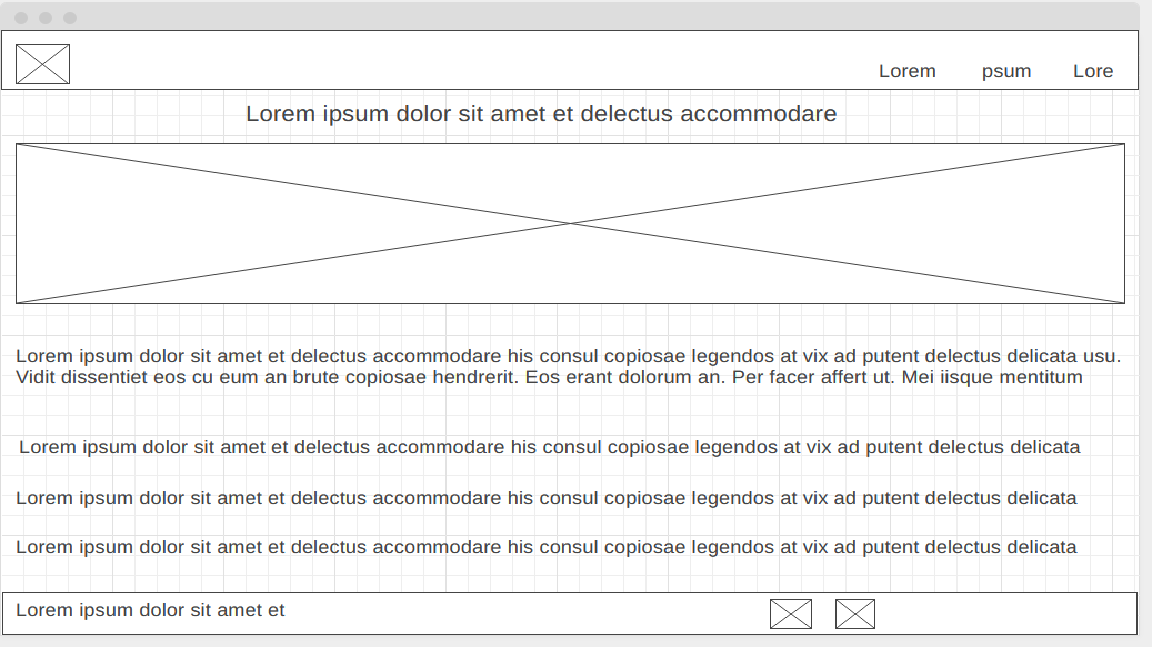 Lorem psum Lore
Lorem ipsum dolor sit amet et delectus accommodare
Lorem ipsum dolor sit amet et delectus accommodare his consul copiosae legendos at vix ad putent delectus delicata usu.
Vidit dissentiet eos cu eum an brute copiosae hendrerit. Eos erant dolorum an. Per facer affert ut. Mei iisque mentitum
Lorem ipsum dolor sit amet et delectus accommodare his consul copiosae legendos at vix ad putent delectus delicata
Lorem ipsum dolor sit amet et delectus accommodare his consul copiosae legendos at vix ad putent delectus delicata
Lorem ipsum dolor sit amet et delectus accommodare his consul copiosae legendos at vix ad putent delectus delicata
Lorem ipsum dolor sit amet et